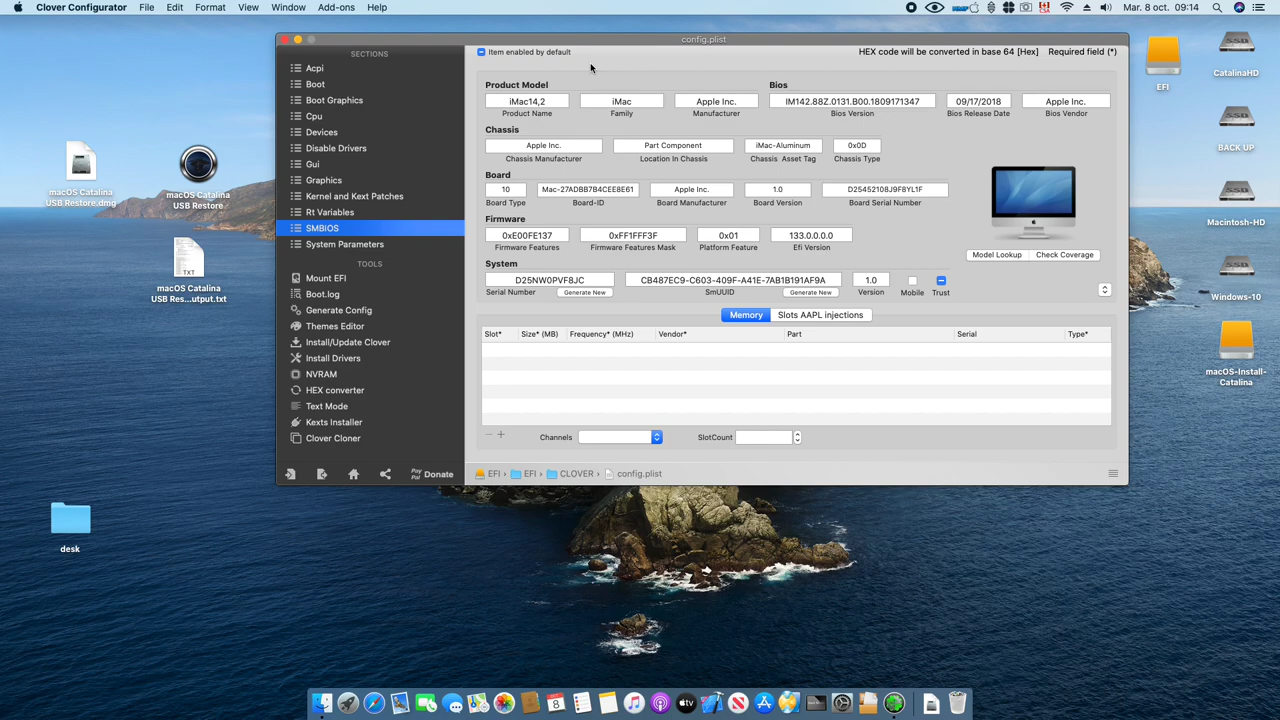 Clover Configurator File Edit Format View Window Add-ons Help
Mar. 8 oct. 09:14
config.plist
SECTIONS
Acpi
Boot
Boot Graphics
Cpu
Devices
Disable Drivers
Gui
Graphics
Kernel and Kext Patches
Rt Variables
SMBIOS
System Parameters
TOOLS
Mount EFI
Boot.log
Generate Config
Themes Editor
Install/Update Clover
Install Drivers
NVRAM
HEX converter
Text Mode
Kexts Installer
Clover Cloner
Pay Pal Donate
Item enabled by default
HEX code will be converted in base 64 [Hex] Required field (*)
Product Model
iMac14,2 iMac Apple Inc.
Product Name Family Manufacturer
Bios
IM142.88Z.0131.B00.1809171347 09/17/2018 Apple Inc.
Bios Version Bios Release Date Bios Vendor
Chassis
Apple Inc. Part Component iMac-Aluminum 0x0D
Chassis Manufacturer Location In Chassis Chassis Asset Tag Chassis Type
Board
10 Mac-27ADBB7B4CEE8E61 Apple Inc. 1.0 D25452108J9F8YL1F
Board Type Board-ID Board Manufacturer Board Version Board Serial Number
Firmware
0xE00FE137 0xFF1FFF3F 0x01 133.0.0.0.0
Firmware Features Firmware Features Mask Platform Feature Efi Version
Model Lookup Check Coverage
System
D25NW0PVF8JC CB487EC9-C603-409F-A41E-7AB1B191AF9A 1.0
Serial Number Generate New SmUUID Generate New Version Mobile Trust
Memory Slots AAPL injections
Slot* Size* (MB) Frequency* (MHz) Vendor* Part Serial Type*
Channels SlotCount
EFI › EFI › CLOVER › config.plist
macOS Catalina
USB Restore.dmg
macOS Catalina
USB Restore
TXT
macOS Catalina
USB Res...utput.txt
desk
EFI
SSD
CatalinaHD
SSD
BACK UP
SSD
Macintosh-HD
SSD
Windows-10
macOS-Install-
Catalina
8
tv